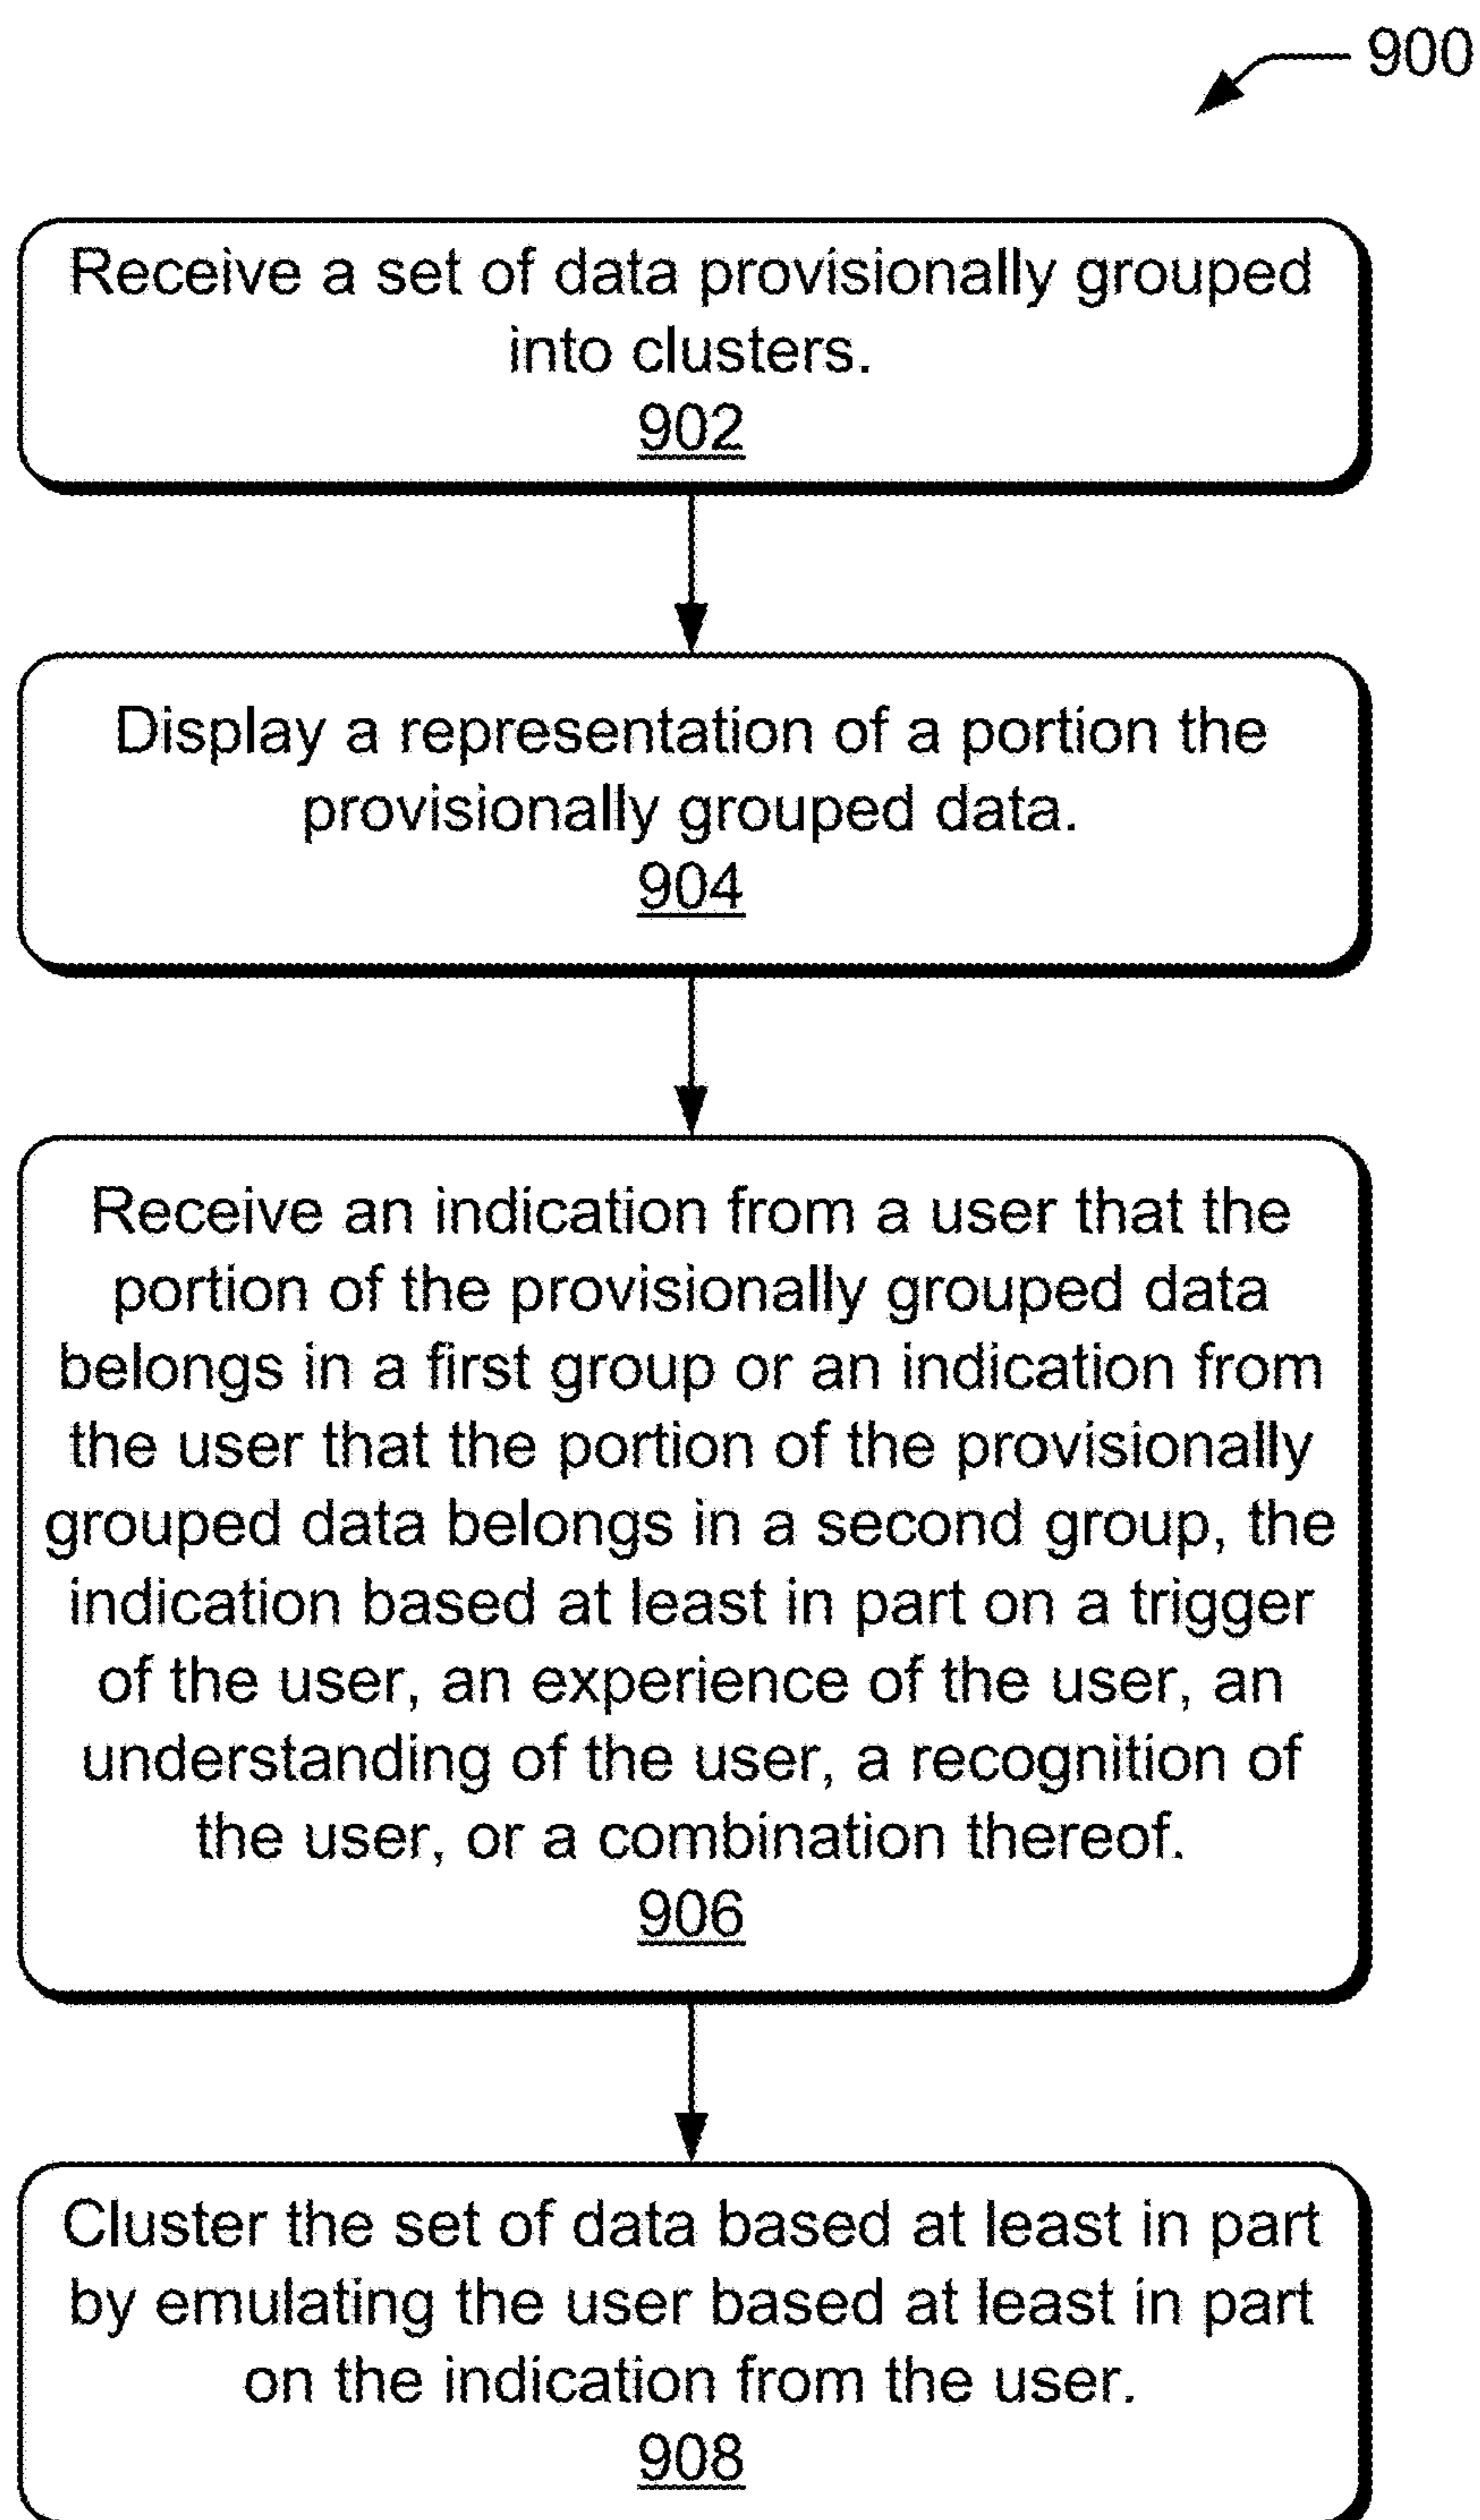 900
Receive a set of data provisionally grouped
into clusters.
902
Display a representation of a portion the
provisionally grouped data.
904
Receive an indication from a user that the
portion of the provisionally grouped data
belongs in a first group or an indication from
the user that the portion of the provisionally
grouped data belongs in a second group, the
indication based at least in part on a trigger
of the user, an experience of the user, an
understanding of the user, a recognition of
the user, or a combination thereof.
906
Cluster the set of data based at least in part
by emulating the user based at least in part
on the indication from the user.
908